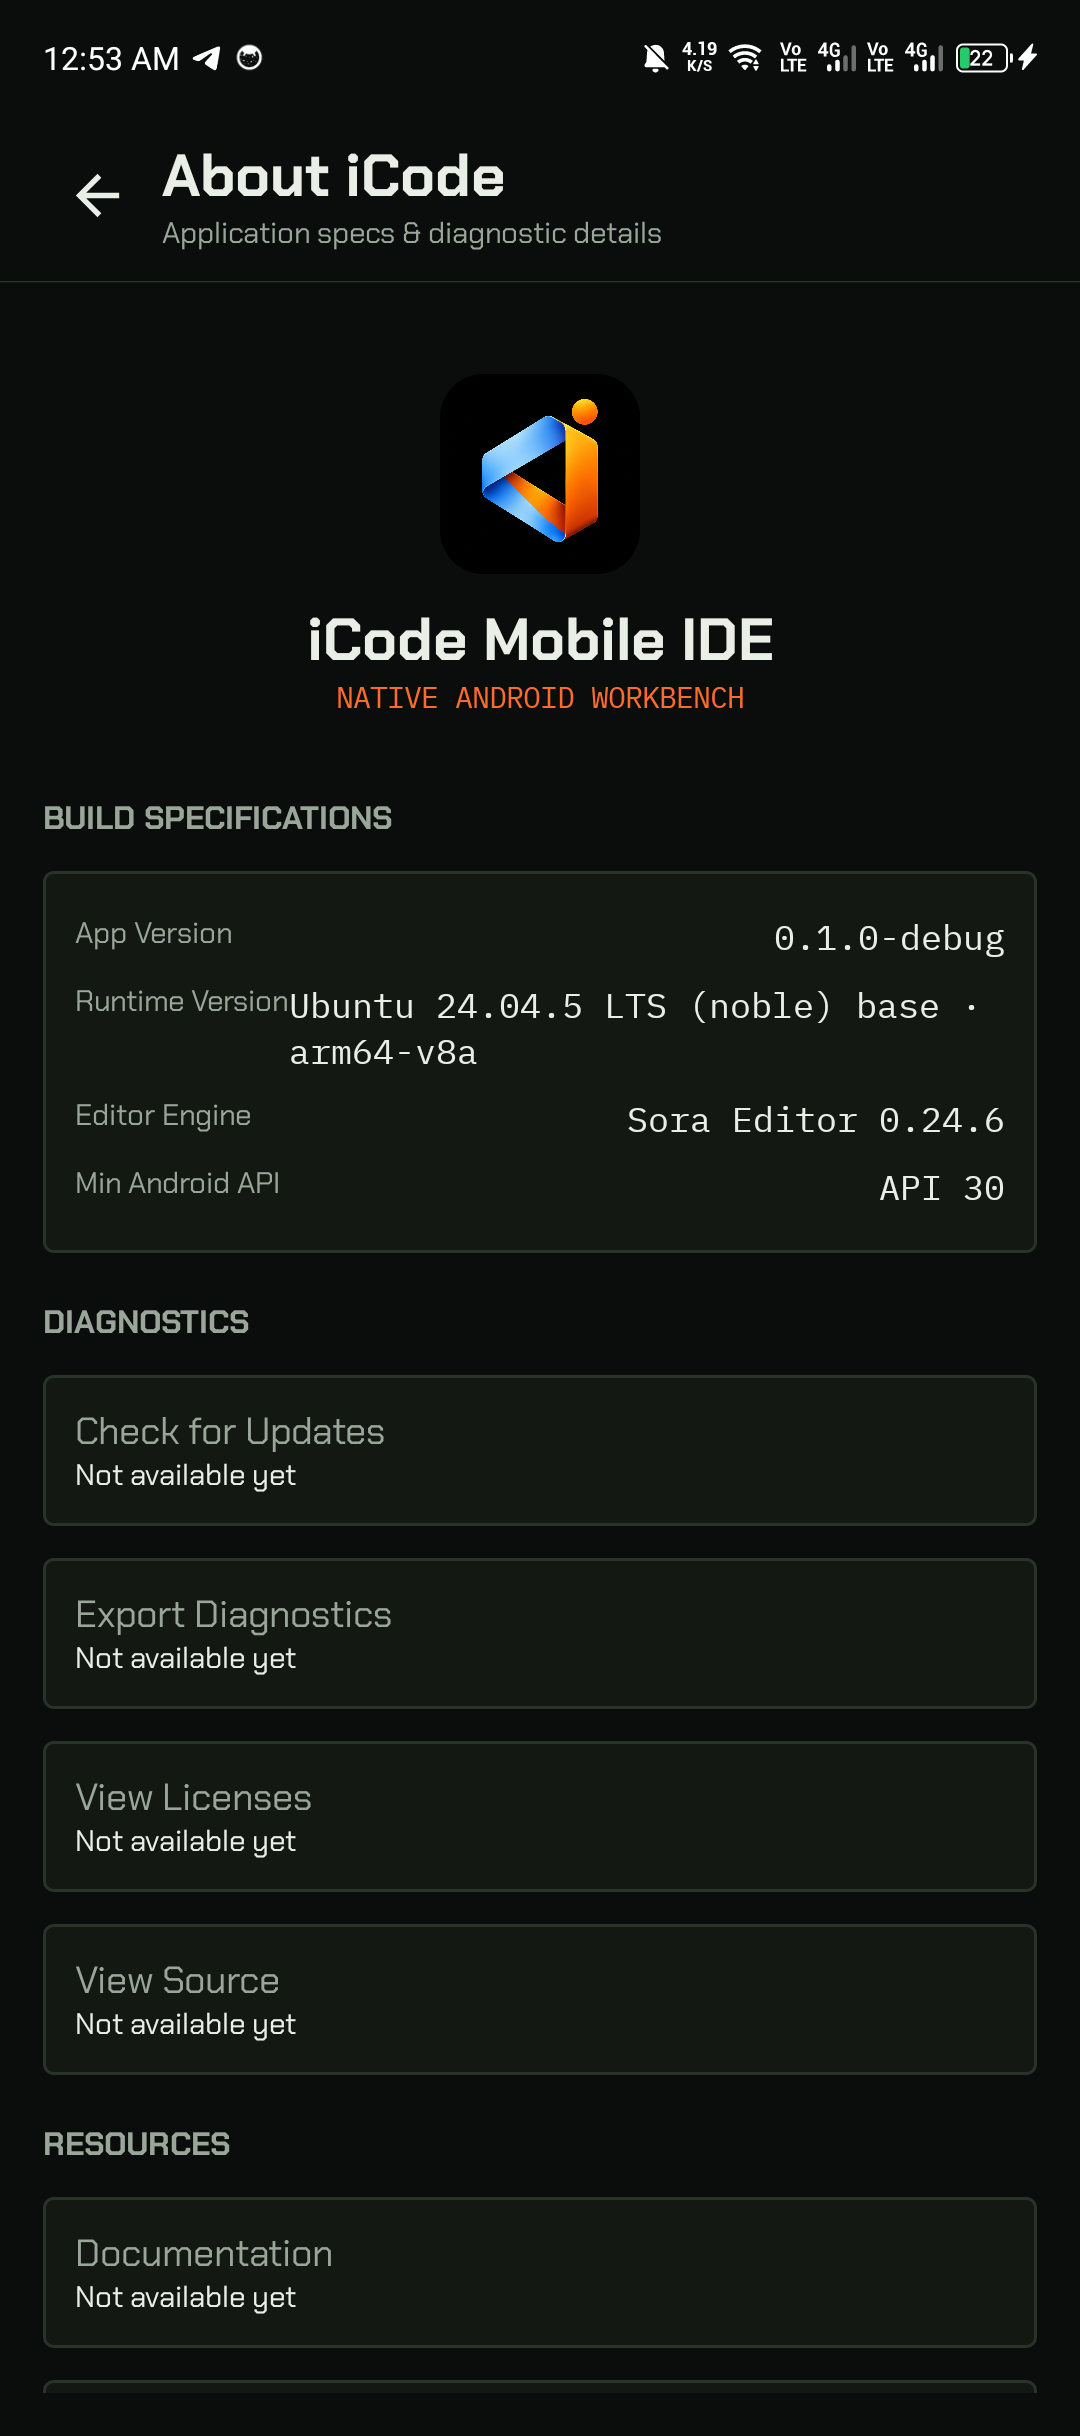 12:53 AM
4.19 K/S
Vo LTE 4G Vo LTE 4G 22
About iCode
Application specs & diagnostic details
iCode Mobile IDE
NATIVE ANDROID WORKBENCH
BUILD SPECIFICATIONS
App Version 0.1.0-debug
Runtime Version Ubuntu 24.04.5 LTS (noble) base ·
arm64-v8a
Editor Engine Sora Editor 0.24.6
Min Android API API 30
DIAGNOSTICS
Check for Updates
Not available yet
Export Diagnostics
Not available yet
View Licenses
Not available yet
View Source
Not available yet
RESOURCES
Documentation
Not available yet